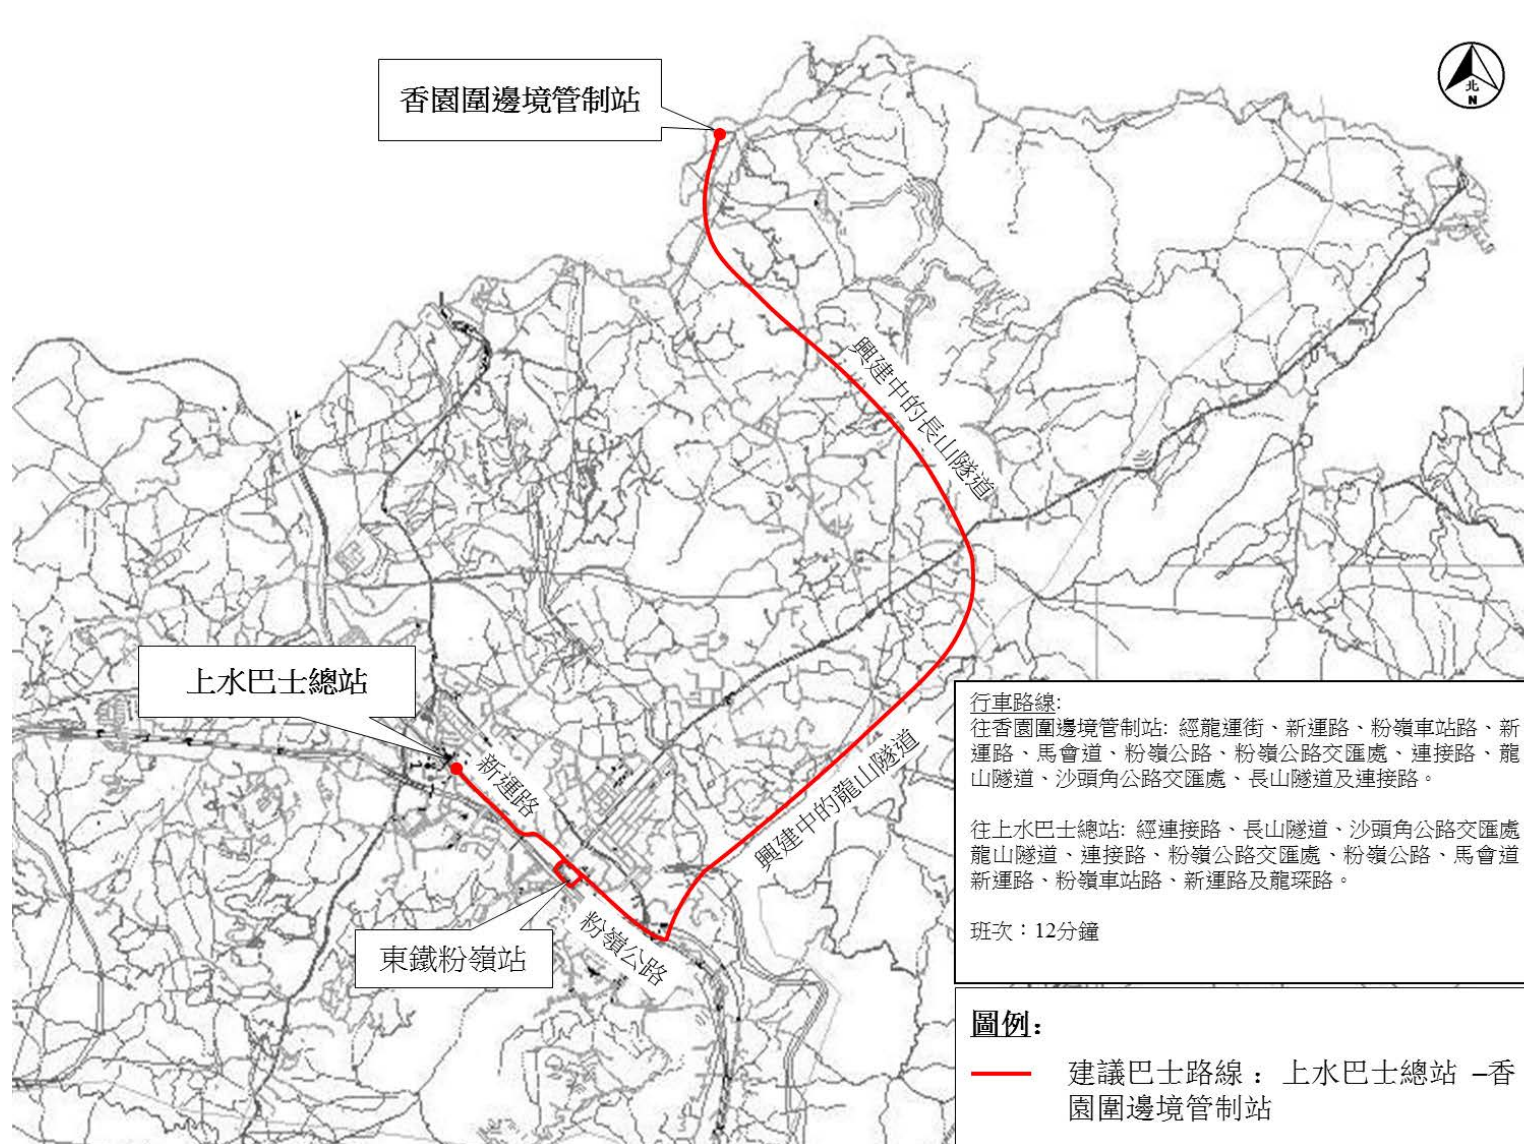 香園圍邊境管制站
北
N
興建中的長山隧道
上水巴士總站
新運路
興建中的龍山隧道
東鐵粉嶺站
粉嶺公路
行車路線:
往香園圍邊境管制站: 經龍運街、新運路、粉嶺車站路、新
運路、馬會道、粉嶺公路、粉嶺公路交匯處、連接路、龍
山隧道、沙頭角公路交匯處、長山隧道及連接路。
往上水巴士總站: 經連接路、長山隧道、沙頭角公路交匯處
龍山隧道、連接路、粉嶺公路交匯處、粉嶺公路、馬會道
新運路、粉嶺車站路、新運路及龍琛路。
班次：12分鐘
圖例：
建議巴士路線： 上水巴士總站 –香
園圍邊境管制站